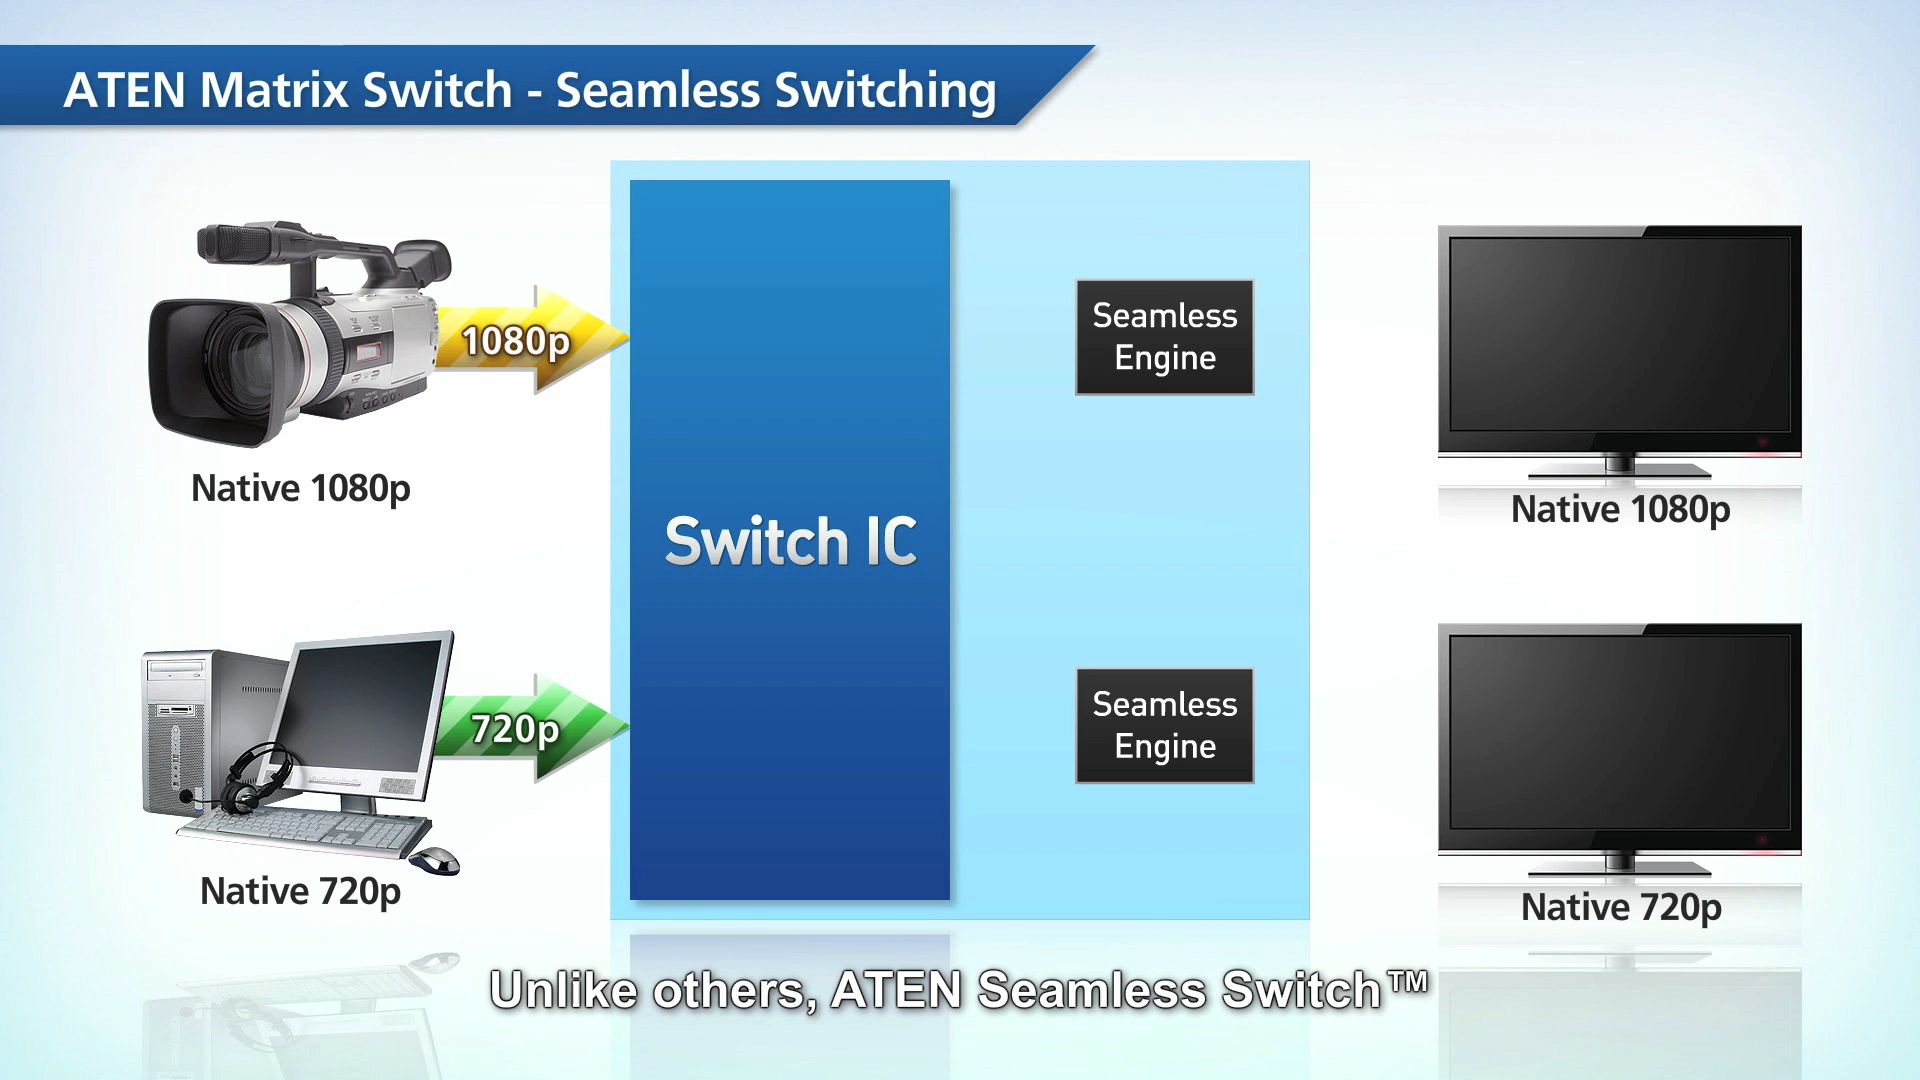 ATEN Matrix Switch - Seamless Switching
1080p
Native 1080p
720p
Native 720p
Switch IC
Seamless
Engine
Seamless
Engine
Native 1080p
Native 720p
Unlike others, ATEN Seamless Switch™